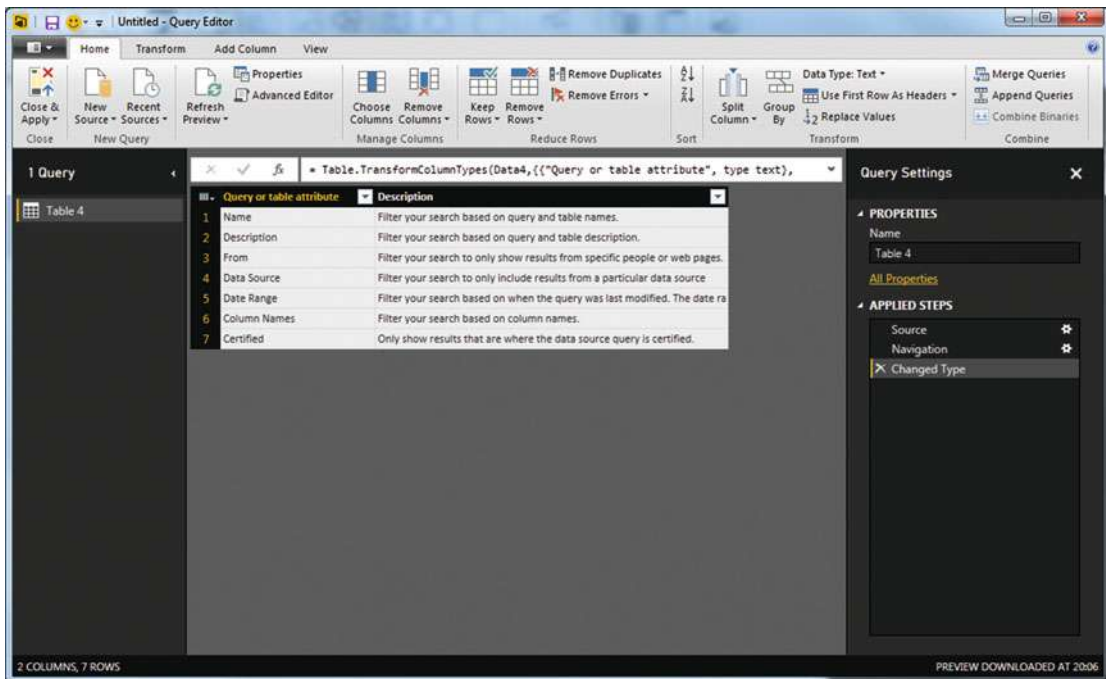 Untitled - Query Editor
Home Transform Add Column View
Close & Apply
New Source
Recent Sources
Refresh Preview
Properties
Advanced Editor
Choose Columns
Remove Columns
Keep Rows
Remove Rows
Remove Duplicates
Remove Errors
Split Column
Group By
Data Type: Text
Use First Row As Headers
Replace Values
Merge Queries
Append Queries
Combine Binaries
Close New Query Manage Columns Reduce Rows Sort Transform Combine
1 Query
Table 4
fx = Table.TransformColumnTypes(Data4,{{"Query or table attribute", type text},
Query or table attribute Description
1 Name Filter your search based on query and table names.
2 Description Filter your search based on query and table description.
3 From Filter your search to only show results from specific people or web pages.
4 Data Source Filter your search to only include results from a particular data source
5 Date Range Filter your search based on when the query was last modified. The date ra
6 Column Names Filter your search based on column names.
7 Certified Only show results that are where the data source query is certified.
Query Settings
PROPERTIES
Name
Table 4
All Properties
APPLIED STEPS
Source
Navigation
Changed Type
2 COLUMNS, 7 ROWS PREVIEW DOWNLOADED AT 20:06